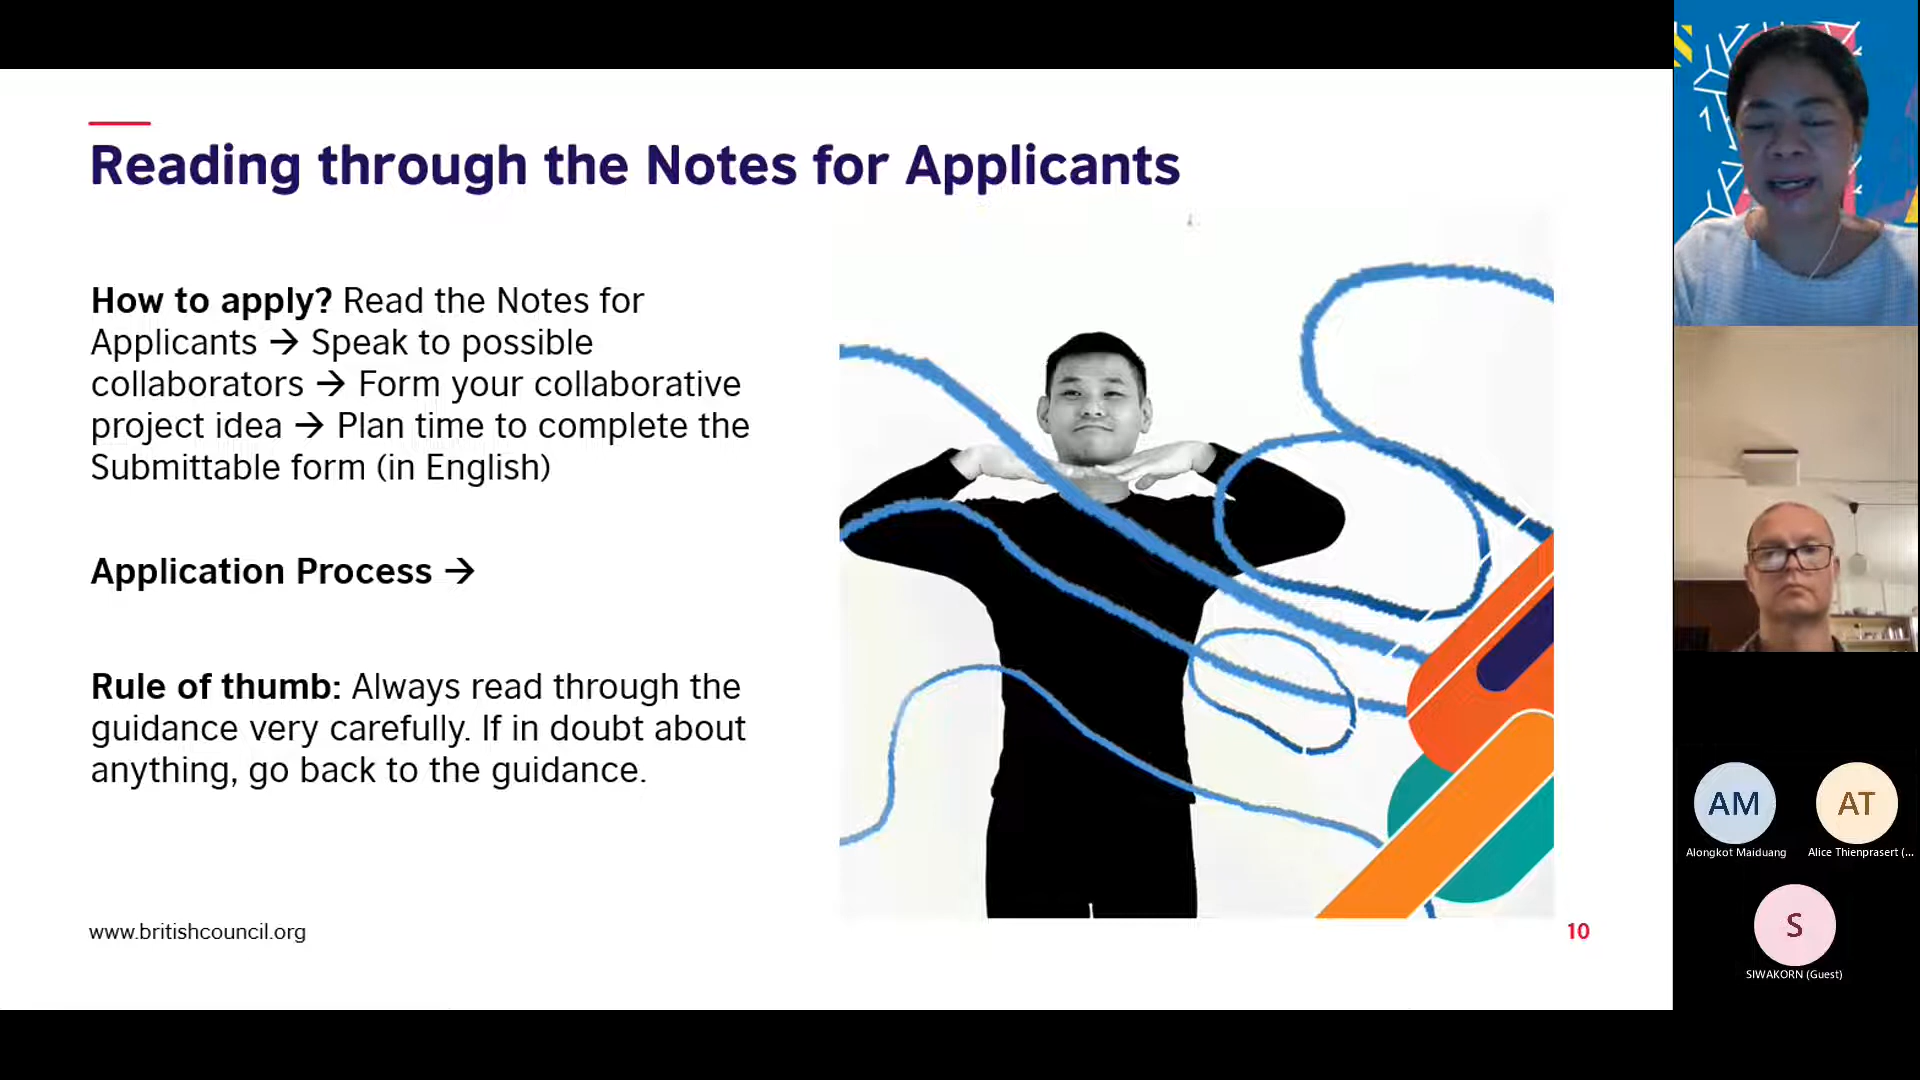 Reading through the Notes for Applicants
How to apply? Read the Notes for
Applicants → Speak to possible
collaborators → Form your collaborative
project idea → Plan time to complete the
Submittable form (in English)
Application Process →
Rule of thumb: Always read through the
guidance very carefully. If in doubt about
anything, go back to the guidance.
www.britishcouncil.org
10
AM
Alongkot Maiduang
AT
Alice Thienprasert (...
S
SIWAKORN (Guest)